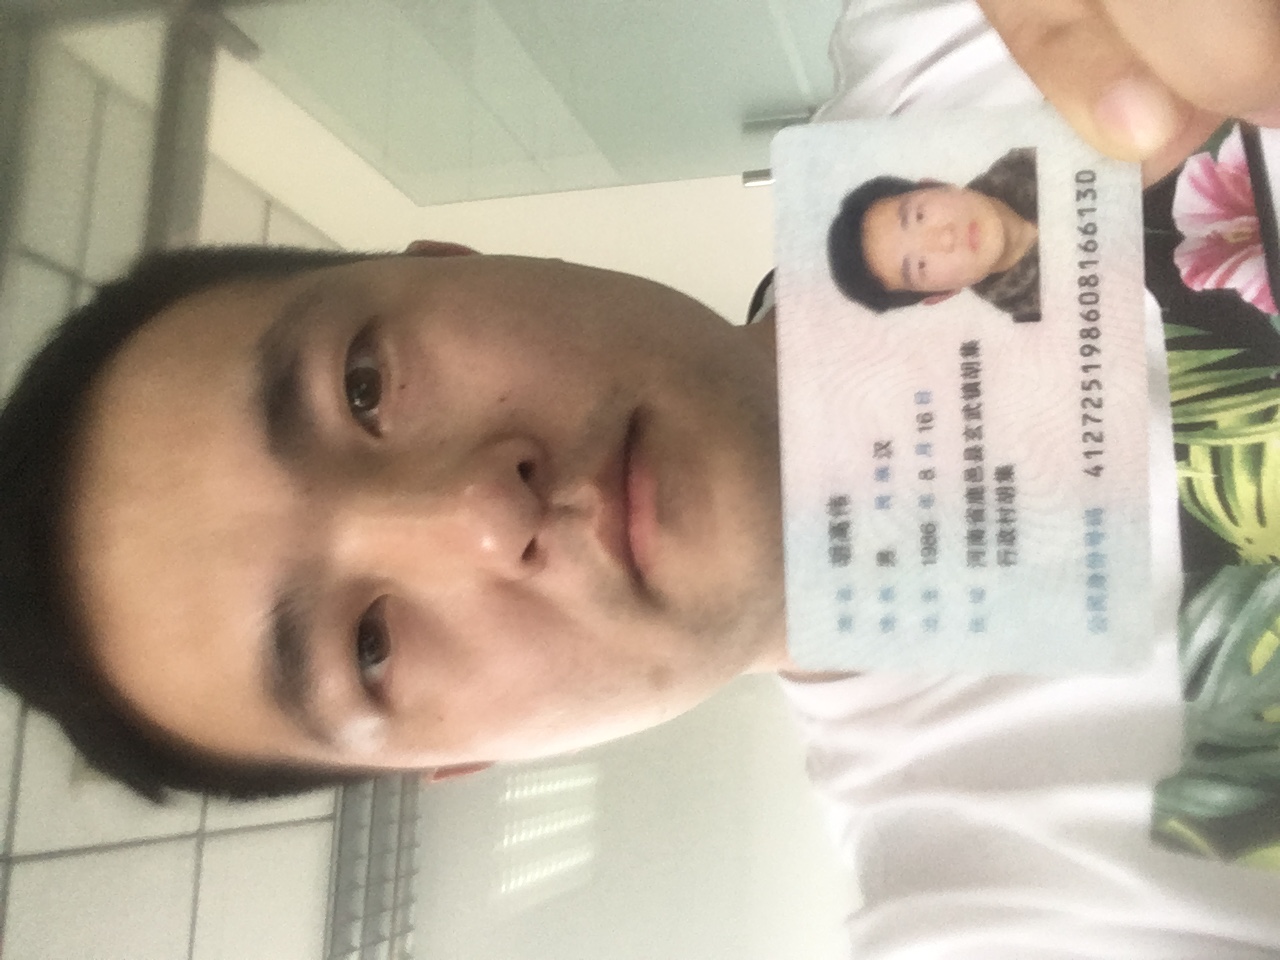 姓名 胡高伟
性别 男 民族 汉
出生 1986 年 8 月 16 日
住址 河南省鹿邑县玄武镇胡集
行政村胡集
公民身份号码 412725198608166130